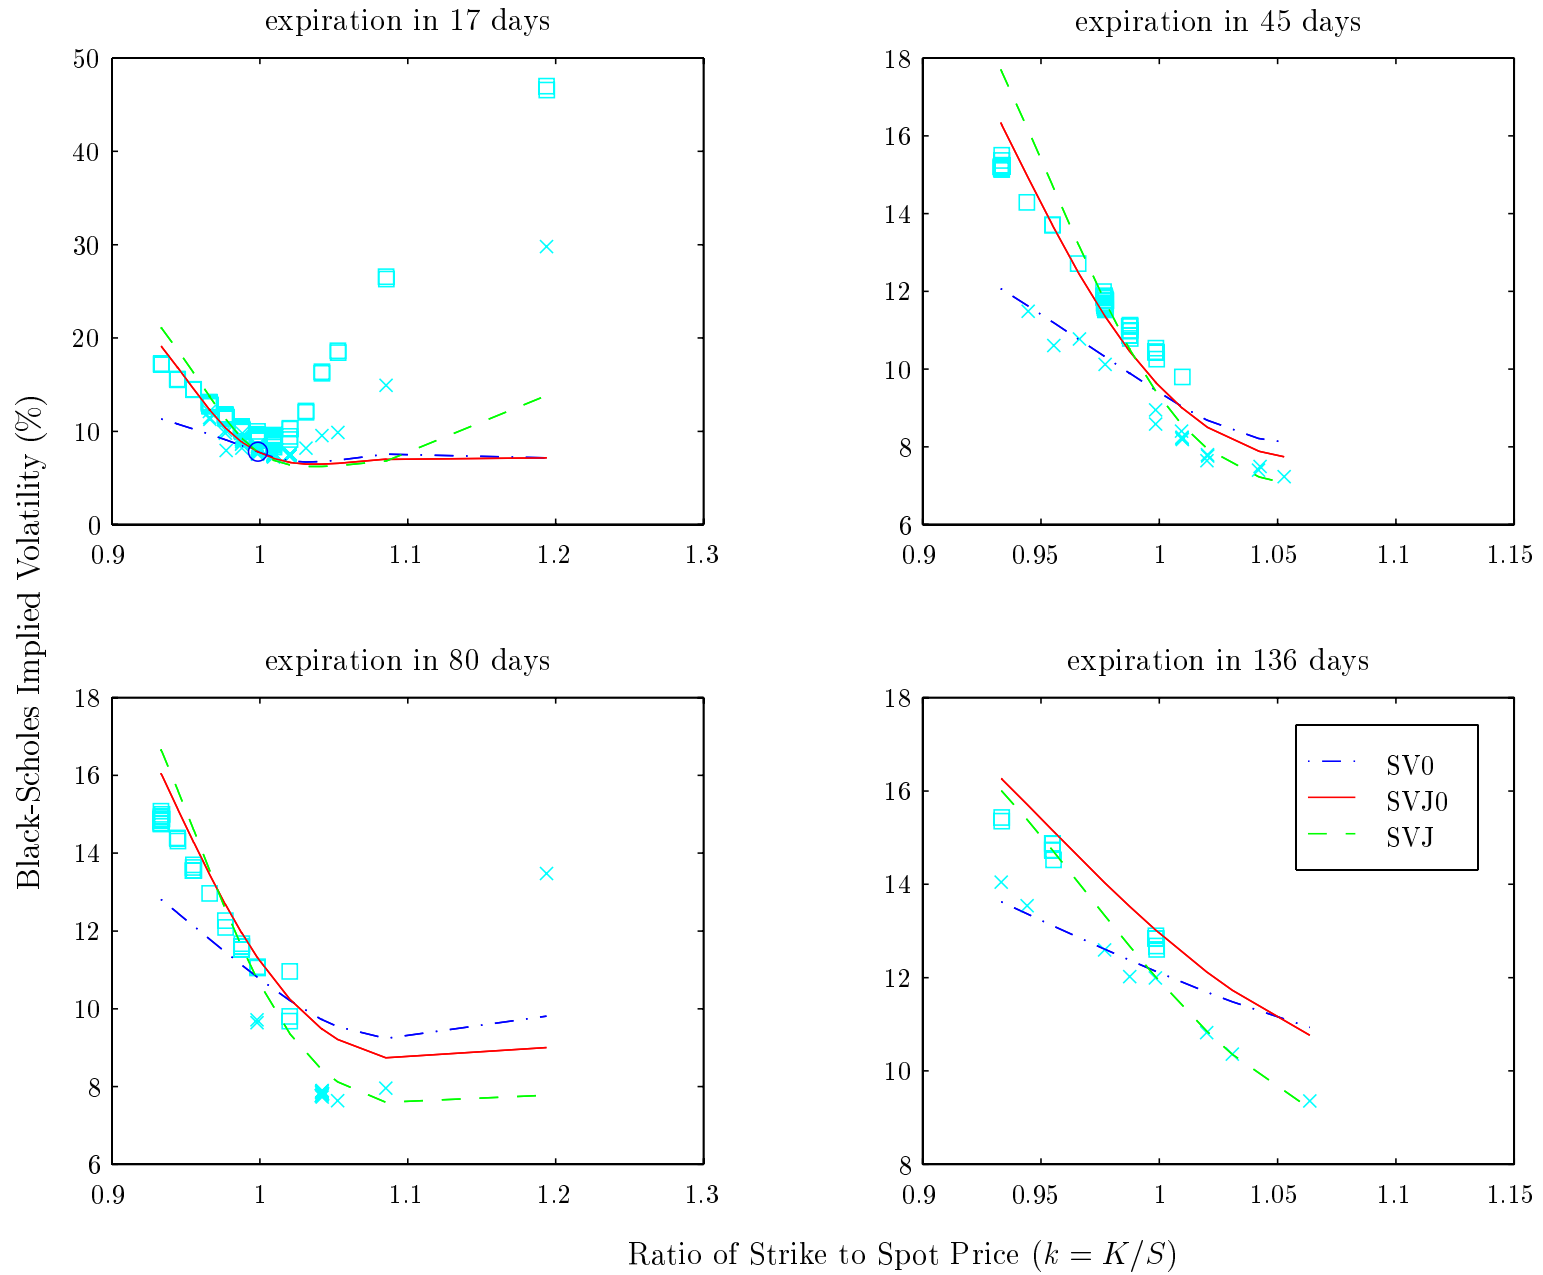 expiration in 17 days
50
40
30
20
10
0
0.9 1 1.1 1.2 1.3
expiration in 45 days
18
16
14
12
10
8
6
0.9 0.95 1 1.05 1.1 1.15
Black-Scholes Implied Volatility (%)
expiration in 80 days
18
16
14
12
10
8
6
0.9 1 1.1 1.2 1.3
expiration in 136 days
18
16
14
12
10
8
0.9 0.95 1 1.05 1.1 1.15
SV0
SVJ0
SVJ
Ratio of Strike to Spot Price (k = K/S)